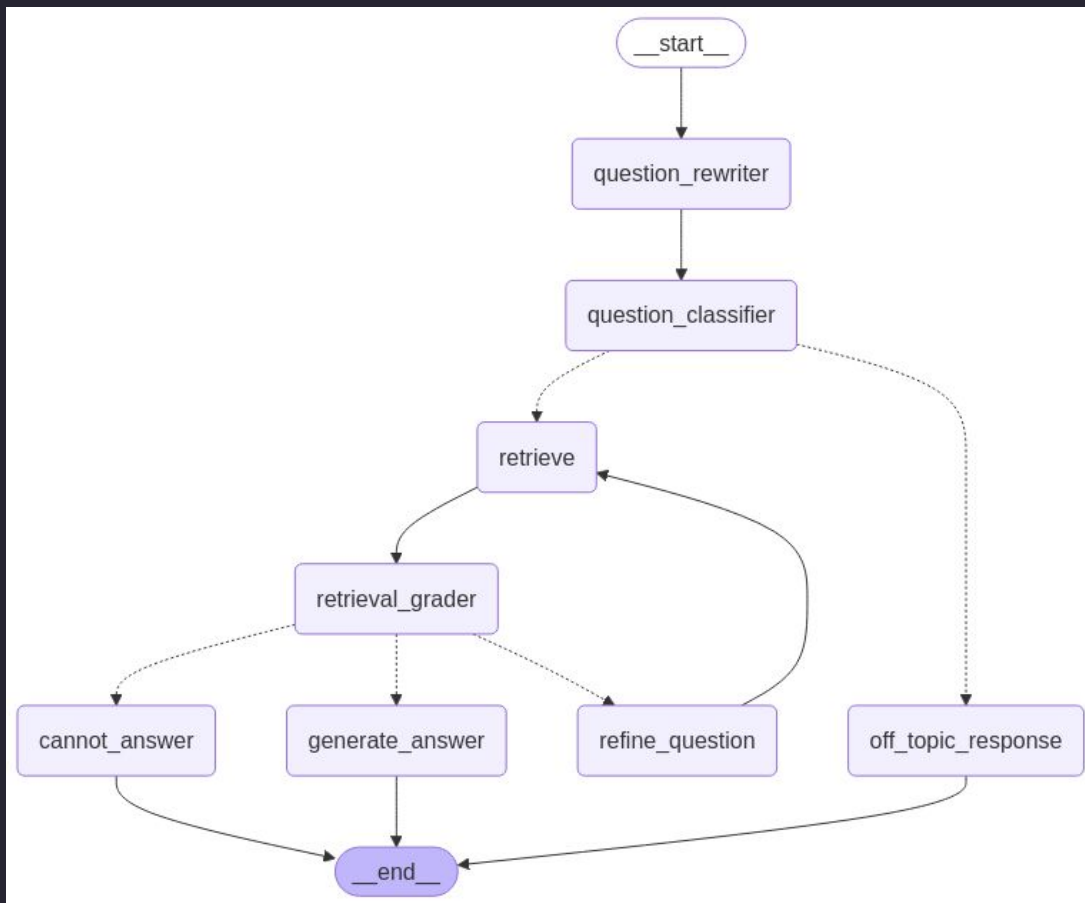 __start__
question_rewriter
question_classifier
retrieve
retrieval_grader
cannot_answer
generate_answer
refine_question
off_topic_response
__end__